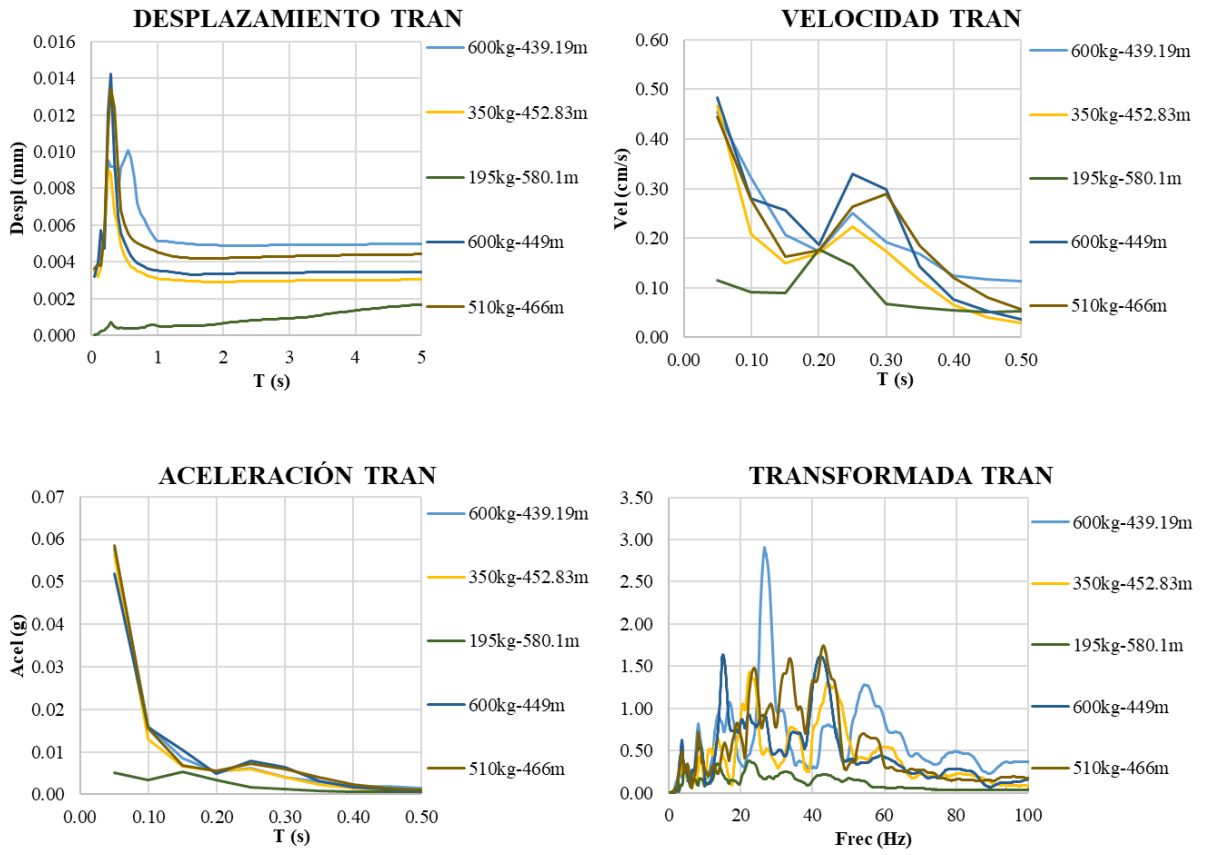 DESPLAZAMIENTO TRAN
0.016
0.014
0.012
0.010
0.008
0.006
0.004
0.002
0.000
Despl (mm)
0
1
2
3
4
5
T (s)
600kg-439.19m
350kg-452.83m
195kg-580.1m
600kg-449m
510kg-466m
VELOCIDAD TRAN
0.60
0.50
0.40
0.30
0.20
0.10
0.00
Vel (cm/s)
0.00
0.10
0.20
0.30
0.40
0.50
T (s)
600kg-439.19m
350kg-452.83m
195kg-580.1m
600kg-449m
510kg-466m
ACELERACIÓN TRAN
0.07
0.06
0.05
0.04
0.03
0.02
0.01
0.00
Acel (g)
0.00
0.10
0.20
0.30
0.40
0.50
T (s)
600kg-439.19m
350kg-452.83m
195kg-580.1m
600kg-449m
510kg-466m
TRANSFORMADA TRAN
3.50
3.00
2.50
2.00
1.50
1.00
0.50
0.00
0
20
40
60
80
100
Frec (Hz)
600kg-439.19m
350kg-452.83m
195kg-580.1m
600kg-449m
510kg-466m